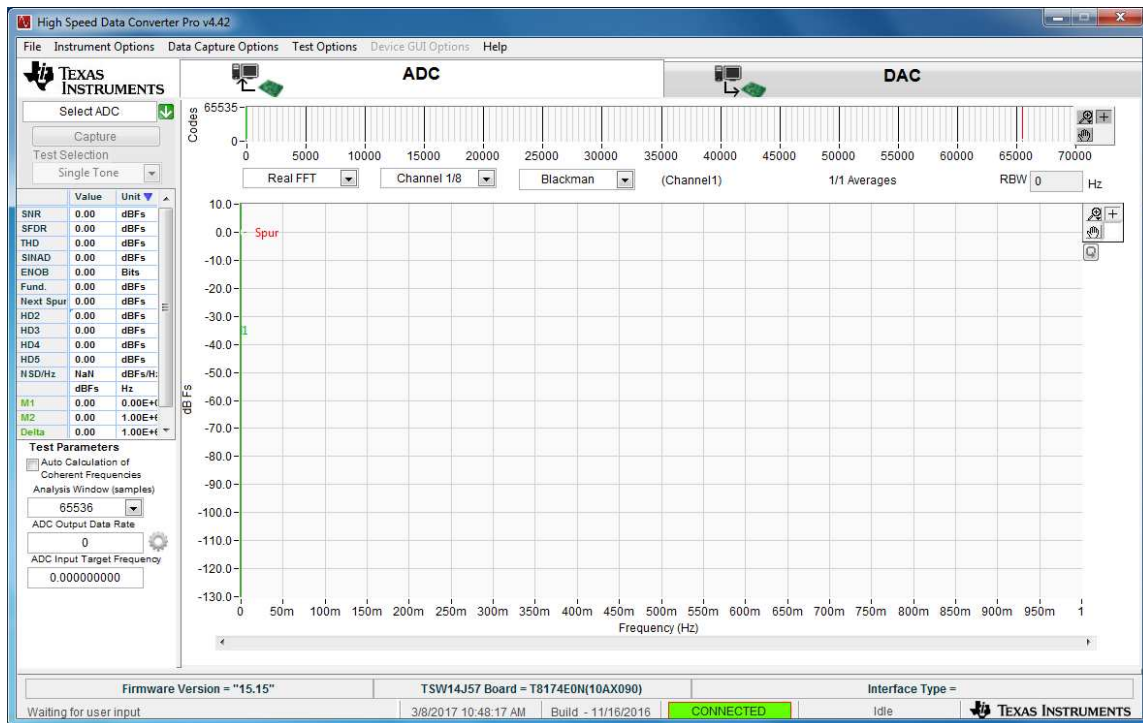 High Speed Data Converter Pro v4.42
File Instrument Options Data Capture Options Test Options Device GUI Options Help
TEXAS INSTRUMENTS
ADC
DAC
Select ADC
Capture
Test Selection
Single Tone
Value Unit
SNR 0.00 dBFs
SFDR 0.00 dBFs
THD 0.00 dBFs
SINAD 0.00 dBFs
ENOB 0.00 Bits
Fund. 0.00 dBFs
Next Spur 0.00 dBFs
HD2 0.00 dBFs
HD3 0.00 dBFs
HD4 0.00 dBFs
HD5 0.00 dBFs
NSD/Hz NaN dBFs/H
dBFs Hz
M1 0.00 0.00E+
M2 0.00 1.00E+
Delta 0.00 1.00E+
Test Parameters
Auto Calculation of
Coherent Frequencies
Analysis Window (samples)
65536
ADC Output Data Rate
0
ADC Input Target Frequency
0.000000000
Codes
65535
0
0 5000 10000 15000 20000 25000 30000 35000 40000 45000 50000 55000 60000 65000 70000
Real FFT Channel 1/8 Blackman (Channel1) 1/1 Averages RBW 0 Hz
dBFs
10.0
0.0
-10.0
-20.0
-30.0
-40.0
-50.0
-60.0
-70.0
-80.0
-90.0
-100.0
-110.0
-120.0
-130.0
Spur
1
0 50m 100m 150m 200m 250m 300m 350m 400m 450m 500m 550m 600m 650m 700m 750m 800m 850m 900m 950m 1
Frequency (Hz)
Firmware Version = "15.15" TSW14J57 Board = T8174E0N(10AX090) Interface Type =
Waiting for user input 3/8/2017 10:48:17 AM Build - 11/16/2016 CONNECTED Idle TEXAS INSTRUMENTS